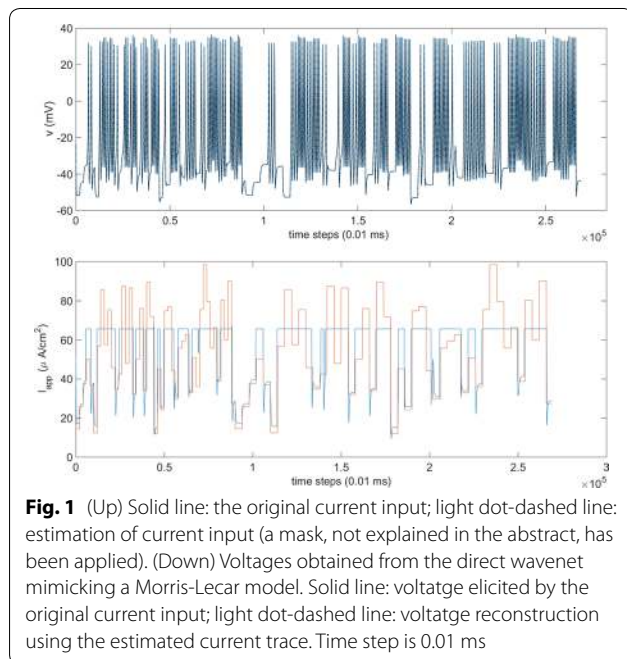 40
20
0
-20
-40
-60
v (mV)
0
0.5
1
1.5
2
2.5
×10⁵
time steps (0.01 ms)
100
80
60
40
20
0
I_app (μ A/cm²)
0
0.5
1
1.5
2
2.5
3
×10⁵
time steps (0.01 ms)
Fig. 1 (Up) Solid line: the original current input; light dot-dashed line:
estimation of current input (a mask, not explained in the abstract, has
been applied). (Down) Voltages obtained from the direct wavenet
mimicking a Morris-Lecar model. Solid line: voltatge elicited by the
original current input; light dot-dashed line: voltatge reconstruction
using the estimated current trace. Time step is 0.01 ms